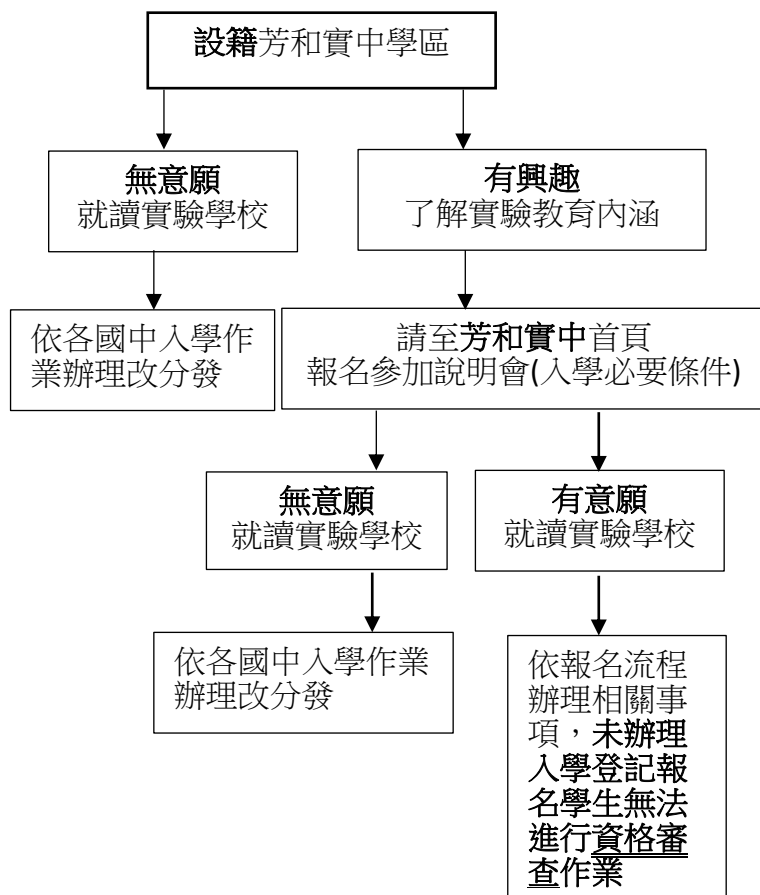 設籍芳和實中學區
無意願
就讀實驗學校
有興趣
了解實驗教育內涵
依各國中入學作
業辦理改分發
請至芳和實中首頁
報名參加說明會(入學必要條件)
無意願
就讀實驗學校
有意願
就讀實驗學校
依各國中入學作業
辦理改分發
依報名流程
辦理相關事
項，未辦理
入學登記報
名學生無法
進行資格審
查作業